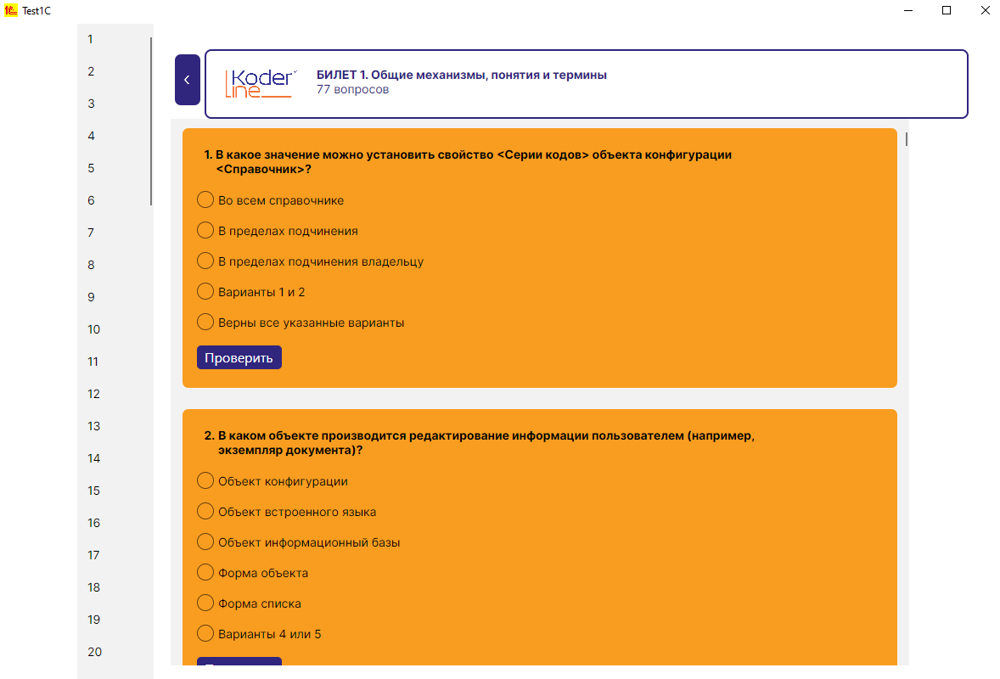 Test1C
1
2
3
4
5
6
7
8
9
10
11
12
13
14
15
16
17
18
19
20
Koder
line
БИЛЕТ 1. Общие механизмы, понятия и термины
77 вопросов
1. В какое значение можно установить свойство <Серии кодов> объекта конфигурации
<Справочник>?
Во всем справочнике
В пределах подчинения
В пределах подчинения владельцу
Варианты 1 и 2
Верны все указанные варианты
Проверить
2. В каком объекте производится редактирование информации пользователем (например,
экземпляр документа)?
Объект конфигурации
Объект встроенного языка
Объект информационный базы
Форма объекта
Форма списка
Варианты 4 или 5